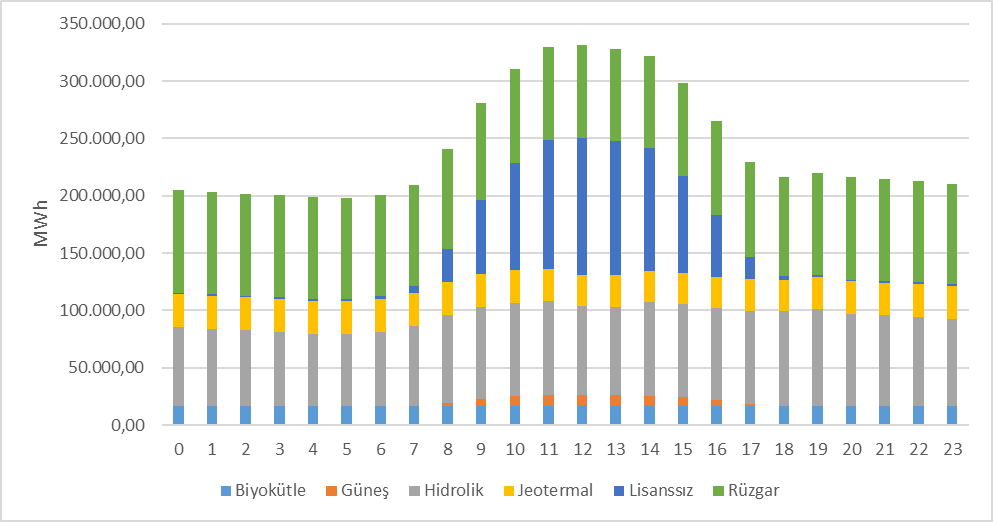 350.000,00
300.000,00
250.000,00
200.000,00
150.000,00
100.000,00
50.000,00
0,00
MWh
0 1 2 3 4 5 6 7 8 9 10 11 12 13 14 15 16 17 18 19 20 21 22 23
Biyokütle Güneş Hidrolik Jeotermal Lisanssız Rüzgar